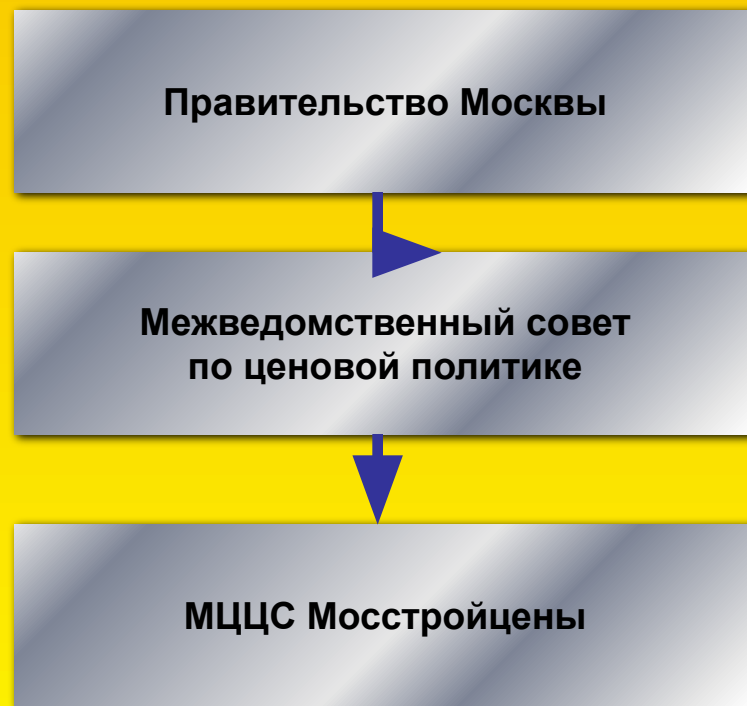 Правительство Москвы
Межведомственный совет
по ценовой политике
МЦЦС Мосстройцены